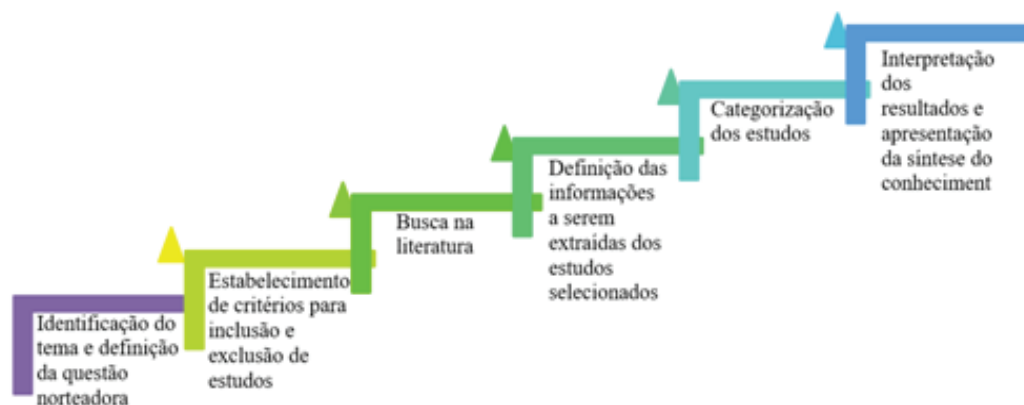 Identificação do
tema e definição
da questão
norteadora
Estabelecimento
de critérios para
inclusão e
exclusão de
estudos
Busca na
literatura
Definição das
informações
a serem
extraídas dos
estudos
selecionados
Categorização
dos estudos
Interpretação
dos
resultados e
apresentação
da síntese do
conheciment